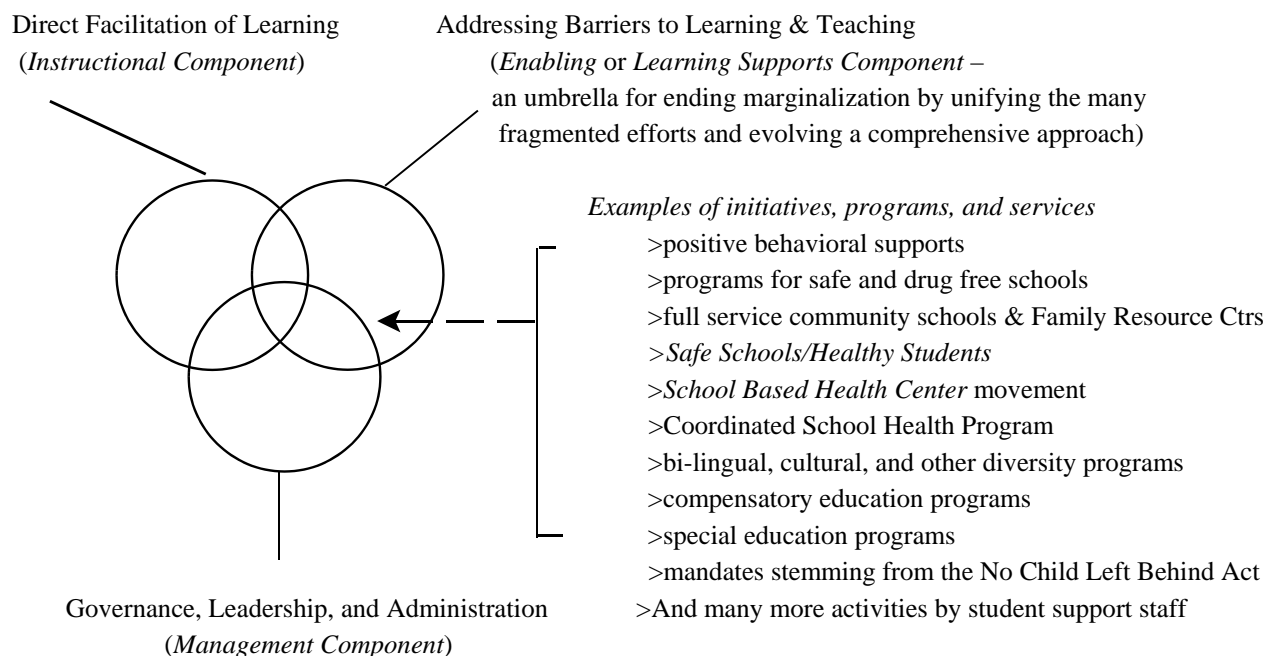 Direct Facilitation of Learning
(Instructional Component)
Addressing Barriers to Learning & Teaching
(Enabling or Learning Supports Component –
an umbrella for ending marginalization by unifying the many
fragmented efforts and evolving a comprehensive approach)
Examples of initiatives, programs, and services
>positive behavioral supports
>programs for safe and drug free schools
>full service community schools & Family Resource Ctrs
>Safe Schools/Healthy Students
>School Based Health Center movement
>Coordinated School Health Program
>bi-lingual, cultural, and other diversity programs
>compensatory education programs
>special education programs
>mandates stemming from the No Child Left Behind Act
>And many more activities by student support staff
Governance, Leadership, and Administration
(Management Component)